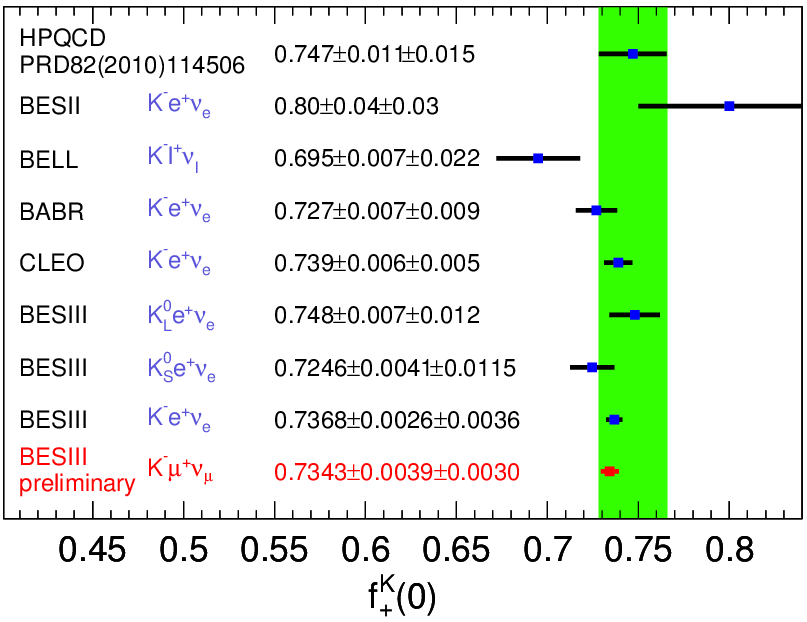 HPQCD
PRD82(2010)114506 0.747±0.011±0.015
BESII K⁻e⁺νₑ 0.80±0.04±0.03
BELL K⁻l⁺νₗ 0.695±0.007±0.022
BABR K⁻e⁺νₑ 0.727±0.007±0.009
CLEO K⁻e⁺νₑ 0.739±0.006±0.005
BESIII K⁰_L e⁺νₑ 0.748±0.007±0.012
BESIII K⁰_S e⁺νₑ 0.7246±0.0041±0.0115
BESIII K⁻e⁺νₑ 0.7368±0.0026±0.0036
BESIII
preliminary K⁻μ⁺ν_μ 0.7343±0.0039±0.0030
0.45 0.5 0.55 0.6 0.65 0.7 0.75 0.8
f₊ᴷ(0)